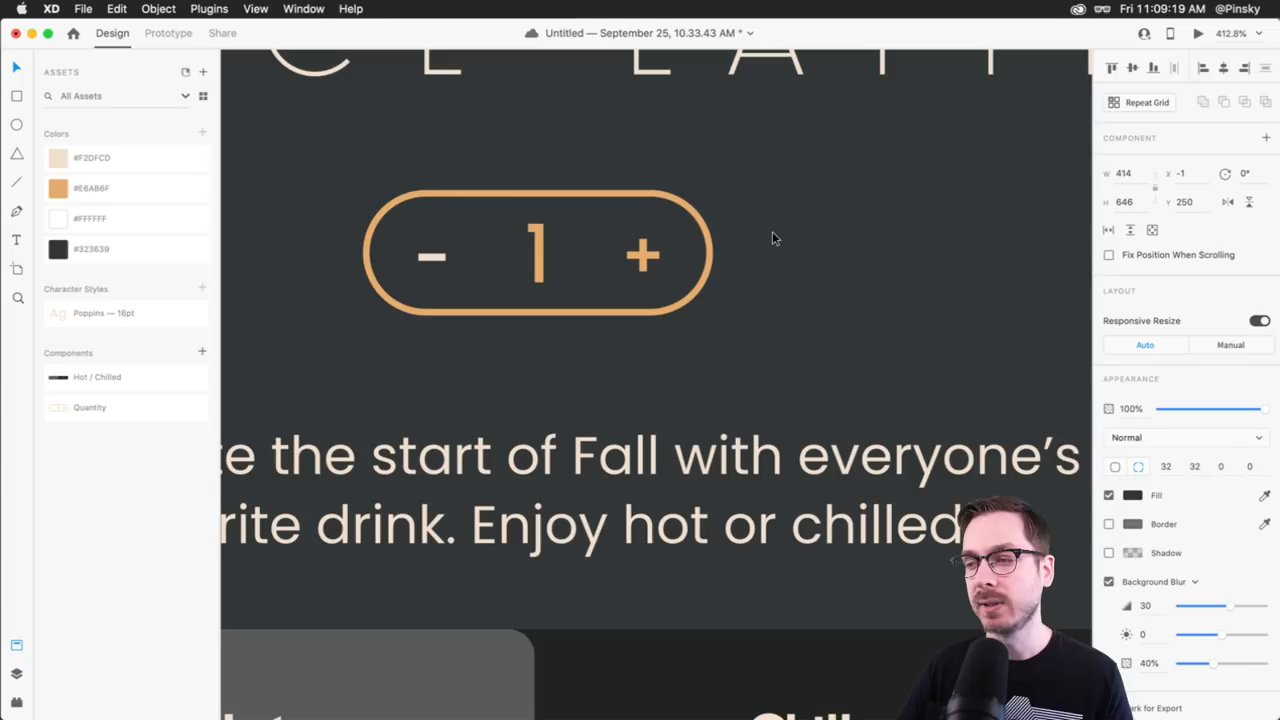 XD File Edit Object Plugins View Window Help
Fri 11:09:19 AM @Pinsky
Design Prototype Share
Untitled — September 25, 10.33.43 AM *
412.8%
ASSETS
All Assets
Colors
#F2DFCD
#E6AB6F
#FFFFFF
#323639
Character Styles
Ag Poppins — 16pt
Components
Hot / Chilled
Quantity
- 1 +
te the start of Fall with everyone’s
rite drink. Enjoy hot or chilled
Repeat Grid
COMPONENT
W 414 X -1 0°
H 646 Y 250
Fix Position When Scrolling
LAYOUT
Responsive Resize
Auto Manual
APPEARANCE
100%
Normal
32 32 0 0
Fill
Border
Shadow
Background Blur
30
0
40%
rk for Export